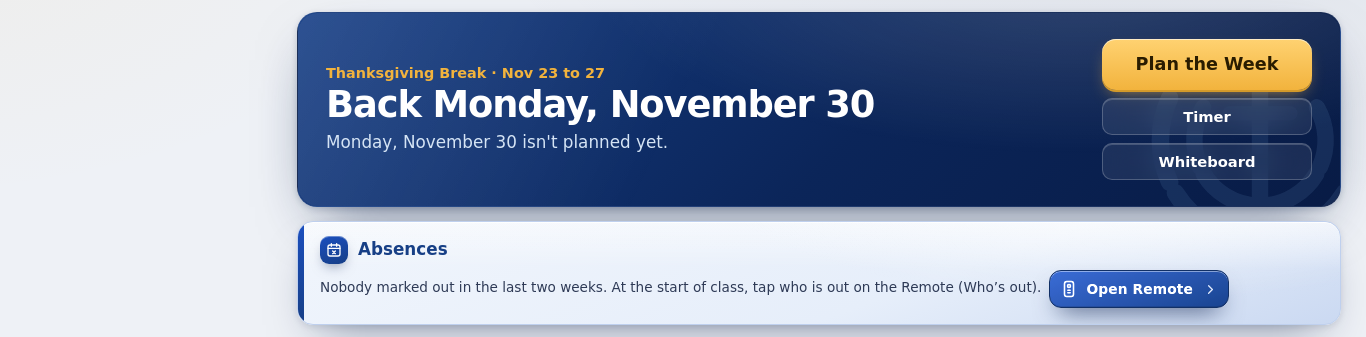 Thanksgiving Break · Nov 23 to 27
Back Monday, November 30
Monday, November 30 isn't planned yet.
Plan the Week
Timer
Whiteboard
Absences
Nobody marked out in the last two weeks. At the start of class, tap who is out on the Remote (Who’s out).
Open Remote